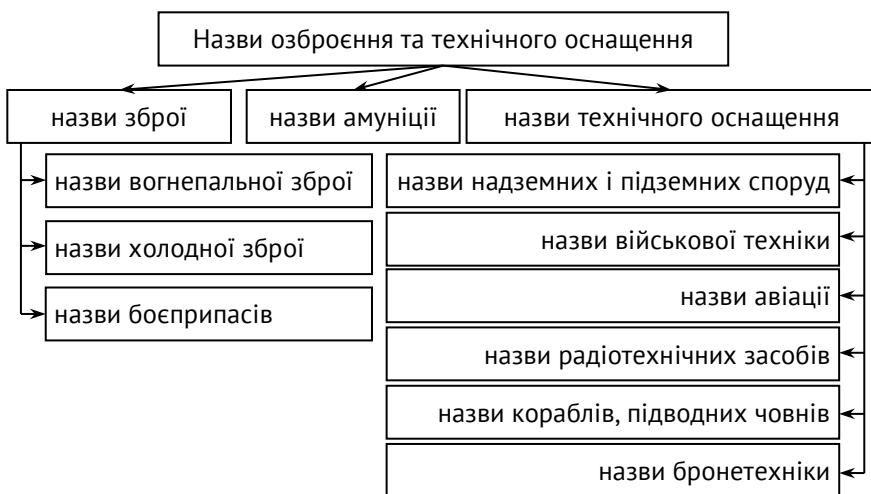 Назви озброєння та технічного оснащення
назви зброї
назви амуніції
назви технічного оснащення
назви вогнепальної зброї
назви холодної зброї
назви боєприпасів
назви надземних і підземних споруд
назви військової техніки
назви авіації
назви радіотехнічних засобів
назви кораблів, підводних човнів
назви бронетехніки